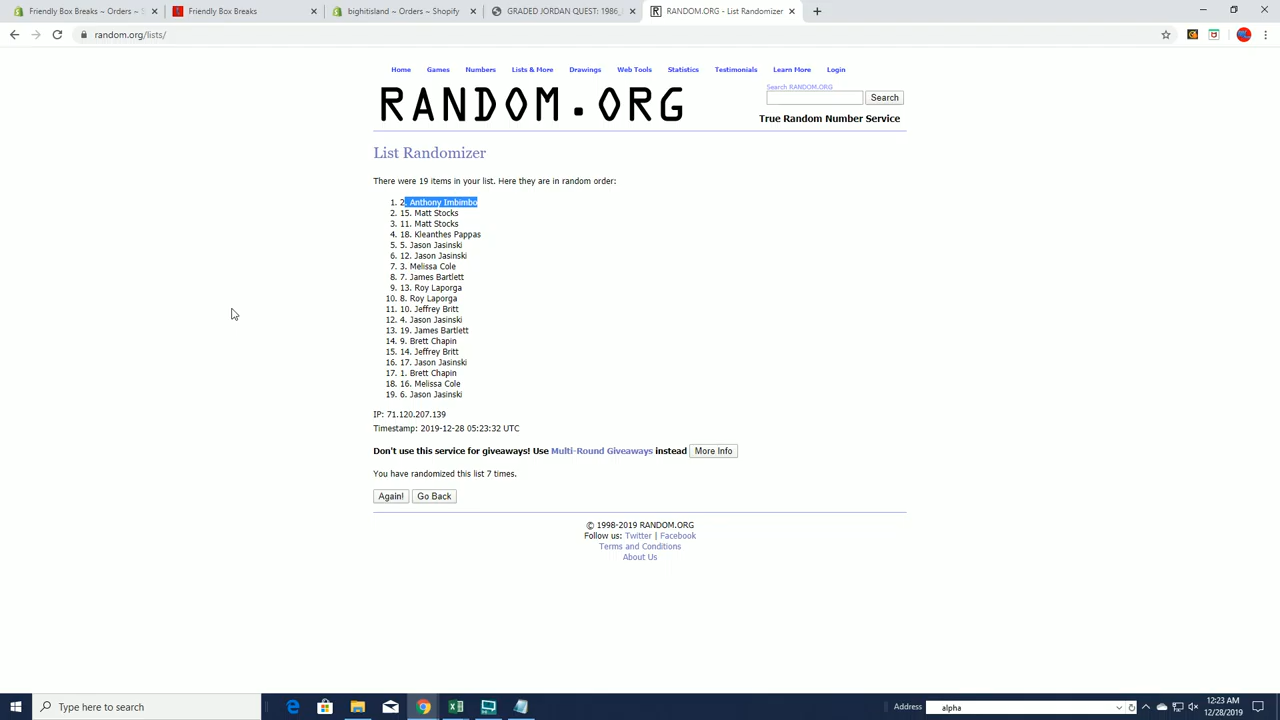 Friendly Box Breaks ~ Orders ~ S
Friendly Box Breaks
bighitisland ~ Orders ~ Shopify
GRADED JORDAN QUEST: 1986_
RANDOM.ORG - List Randomizer
random.org/lists/
Home Games Numbers Lists & More Drawings Web Tools Statistics Testimonials Learn More Login
Search RANDOM.ORG
RANDOM.ORG
Search
True Random Number Service
List Randomizer
There were 19 items in your list. Here they are in random order:
1. 2. Anthony Imbimbo
2. 15. Matt Stocks
3. 11. Matt Stocks
4. 18. Kleanthes Pappas
5. 5. Jason Jasinski
6. 12. Jason Jasinski
7. 3. Melissa Cole
8. 7. James Bartlett
9. 13. Roy Laporga
10. 8. Roy Laporga
11. 10. Jeffrey Britt
12. 4. Jason Jasinski
13. 19. James Bartlett
14. 9. Brett Chapin
15. 14. Jeffrey Britt
16. 17. Jason Jasinski
17. 1. Brett Chapin
18. 16. Melissa Cole
19. 6. Jason Jasinski
IP: 71.120.207.139
Timestamp: 2019-12-28 05:23:32 UTC
Don't use this service for giveaways! Use Multi-Round Giveaways instead More Info
You have randomized this list 7 times.
Again! Go Back
© 1998-2019 RANDOM.ORG
Follow us: Twitter | Facebook
Terms and Conditions
About Us
Type here to search
Address alpha
12:23 AM
12/28/2019